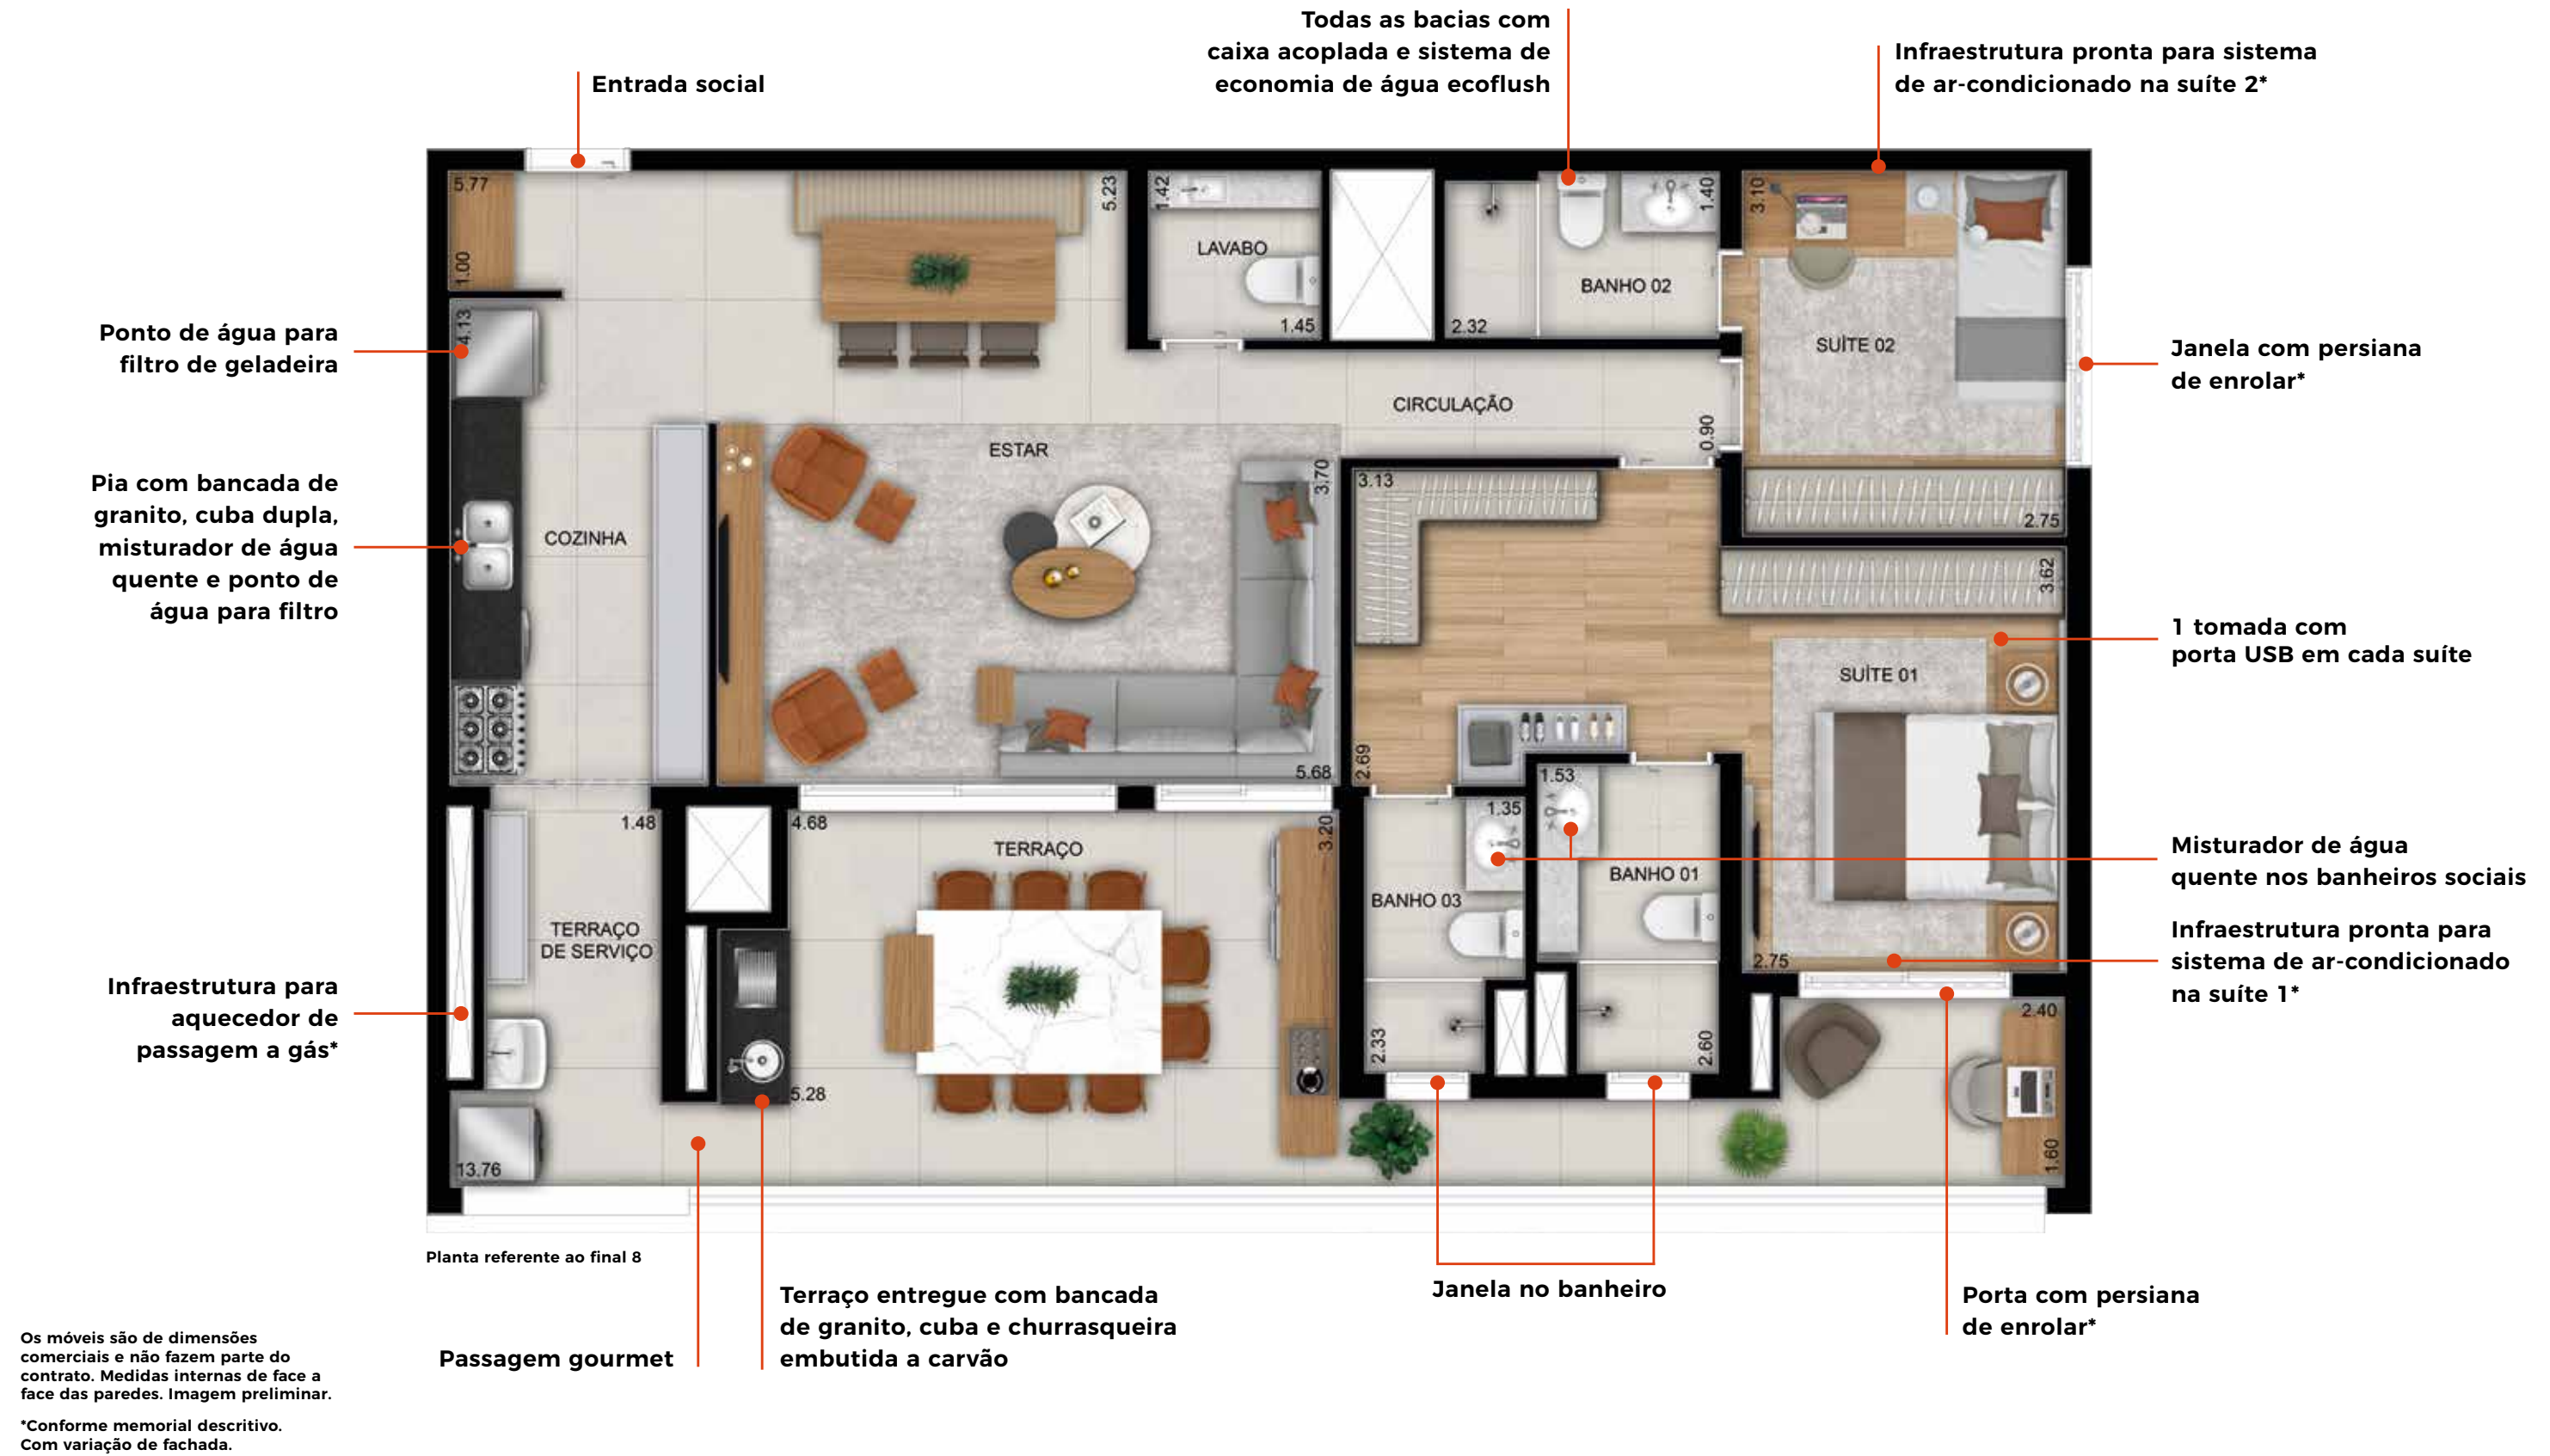 Todas as bacias com
caixa acoplada e sistema de
economia de água ecoflush
Infraestrutura pronta para sistema
de ar-condicionado na suíte 2*
Entrada social
5.77
5.23
1.42
1.40
3.10
1.00
LAVABO
BANHO 02
1.45
2.32
SUÍTE 02
4.13
Ponto de água para
filtro de geladeira
Janela com persiana
de enrolar*
CIRCULAÇÃO
0.90
ESTAR
3.70
3.13
2.75
Pia com bancada de
granito, cuba dupla,
misturador de água
quente e ponto de
água para filtro
COZINHA
3.62
1 tomada com
porta USB em cada suíte
SUÍTE 01
2.69
5.68
1.53
1.35
1.48
4.68
3.20
TERRAÇO
BANHO 01
BANHO 03
Misturador de água
quente nos banheiros sociais
TERRAÇO
DE SERVIÇO
2.75
Infraestrutura pronta para
sistema de ar-condicionado
na suíte 1*
Infraestrutura para
aquecedor de
passagem a gás*
2.40
2.33
2.60
5.28
1.60
13.76
Planta referente ao final 8
Janela no banheiro
Terraço entregue com bancada
de granito, cuba e churrasqueira
embutida a carvão
Passagem gourmet
Porta com persiana
de enrolar*
Os móveis são de dimensões
comerciais e não fazem parte do
contrato. Medidas internas de face a
face das paredes. Imagem preliminar.
*Conforme memorial descritivo.
Com variação de fachada.